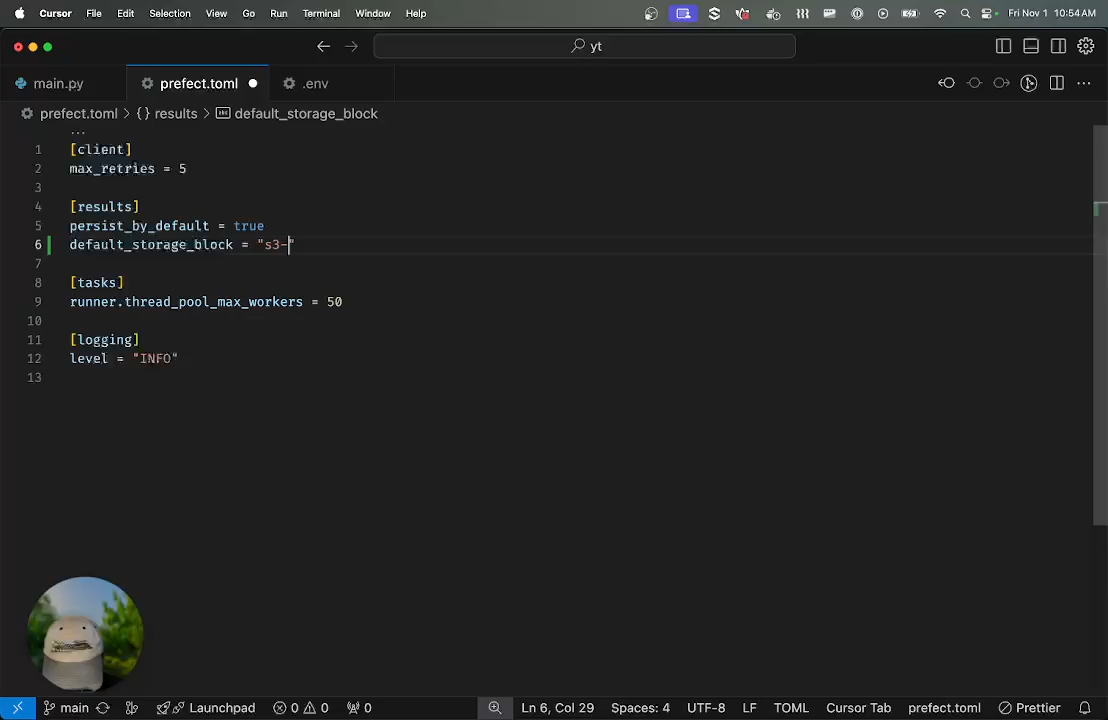 Cursor File Edit Selection View Go Run Terminal Window Help Fri Nov 1 10:54 AM
yt
main.py prefect.toml .env
prefect.toml > {} results > default_storage_block
...
1 [client]
2 max_retries = 5
3
4 [results]
5 persist_by_default = true
6 default_storage_block = "s3-"
7
8 [tasks]
9 runner.thread_pool_max_workers = 50
10
11 [logging]
12 level = "INFO"
13
main Launchpad 0 0 0 Ln 6, Col 29 Spaces: 4 UTF-8 LF TOML Cursor Tab prefect.toml Prettier